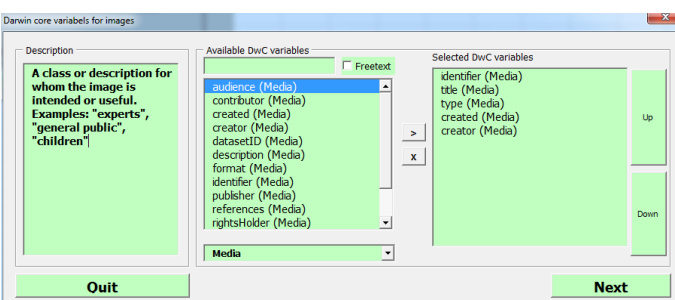 Darwin core variabels for images
Description
A class or description for
whom the image is
intended or useful.
Examples: "experts",
"general public",
"children"
Available DwC variables
Freetext
audience (Media)
contributor (Media)
created (Media)
creator (Media)
datasetID (Media)
description (Media)
format (Media)
identifier (Media)
publisher (Media)
references (Media)
rightsHolder (Media)
Media
>
x
Selected DwC variables
identifier (Media)
title (Media)
type (Media)
created (Media)
creator (Media)
Up
Down
Quit
Next